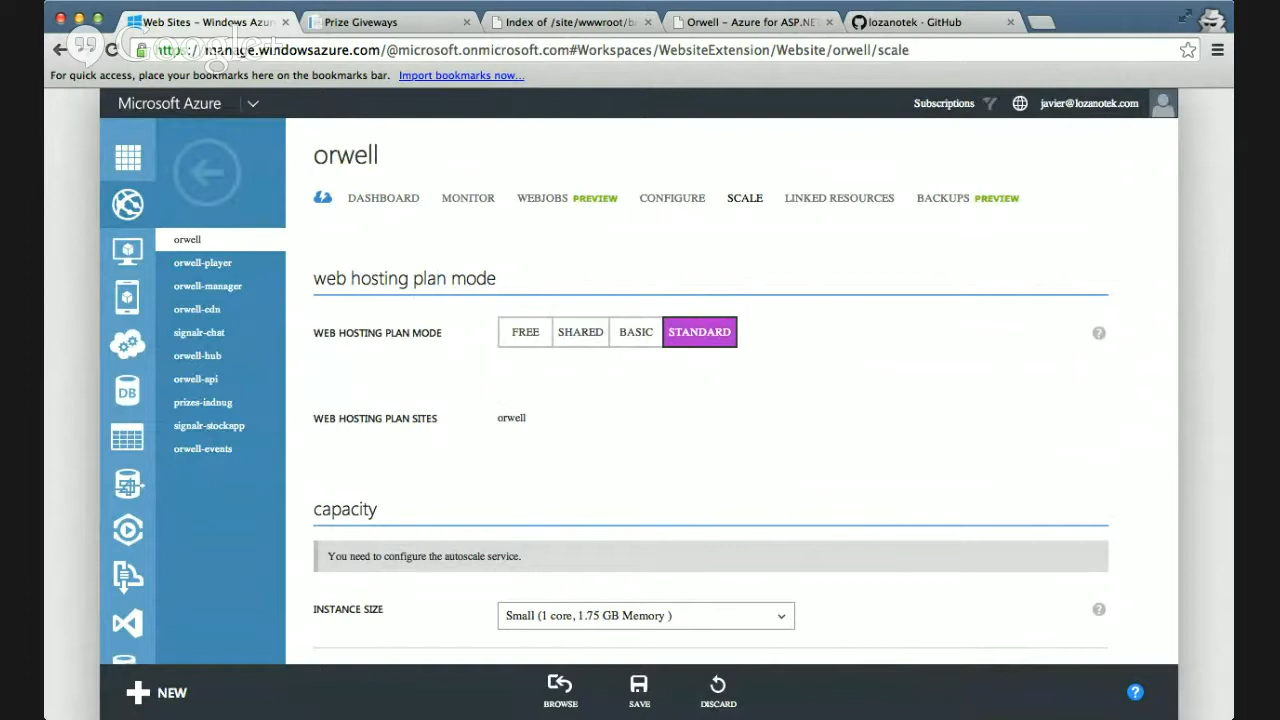 Web Sites – Windows Azur
Prize Giveways
Index of /site/wwwroot/b
Orwell – Azure for ASP.NET
lozanotek · GitHub
Google+
https://manage.windowsazure.com/@microsoft.onmicrosoft.com#Workspaces/WebsiteExtension/Website/orwell/scale
For quick access, place your bookmarks here on the bookmarks bar. Import bookmarks now...
Microsoft Azure
Subscriptions
javier@lozanotek.com
orwell
DASHBOARD MONITOR WEBJOBS PREVIEW CONFIGURE SCALE LINKED RESOURCES BACKUPS PREVIEW
orwell
orwell-player
orwell-manager
orwell-cdn
signalr-chat
orwell-hub
orwell-api
prizes-iadnug
signalr-stockapp
orwell-events
DB
web hosting plan mode
WEB HOSTING PLAN MODE FREE SHARED BASIC STANDARD ?
WEB HOSTING PLAN SITES orwell
capacity
You need to configure the autoscale service.
INSTANCE SIZE Small (1 core, 1.75 GB Memory ) ?
NEW
BROWSE
SAVE
DISCARD
?